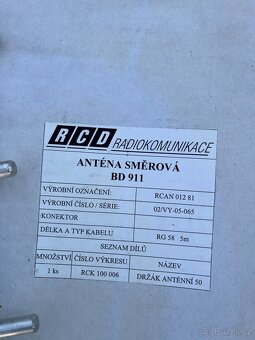 RCD RADIOKOMUNIKACE
ANTÉNA SMĚROVÁ
BD 911
VÝROBNÍ OZNAČENÍ: RCAN 012 81
VÝROBNÍ ČÍSLO / SÉRIE: 02/VY-05-065
KONEKTOR -
DÉLKA A TYP KABELU RG 58 5m
SEZNAM DÍLŮ
MNOŽSTVÍ ČÍSLO VÝKRESU NÁZEV
1 ks RCK 100 006 DRŽÁK ANTÉNNÍ 50